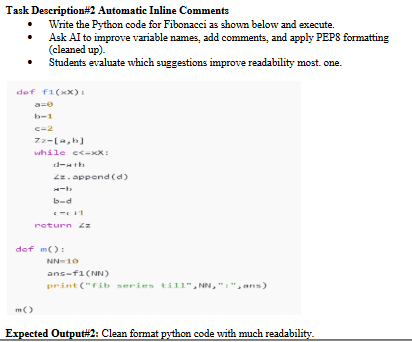 Task Description#2 Automatic Inline Comments
• Write the Python code for Fibonacci as shown below and execute.
• Ask AI to improve variable names, add comments, and apply PEP8 formatting
(cleaned up).
• Students evaluate which suggestions improve readability most. one.
def f1(xX):
a=0
b=1
c=2
Zz=[a,b]
while c<=xX:
d=a+b
Zz.append(d)
a=b
b=d
c=c+1
return Zz
def m():
NN=10
ans=f1(NN)
print("fib series till",NN,":",ans)
m()
Expected Output#2: Clean format python code with much readability.